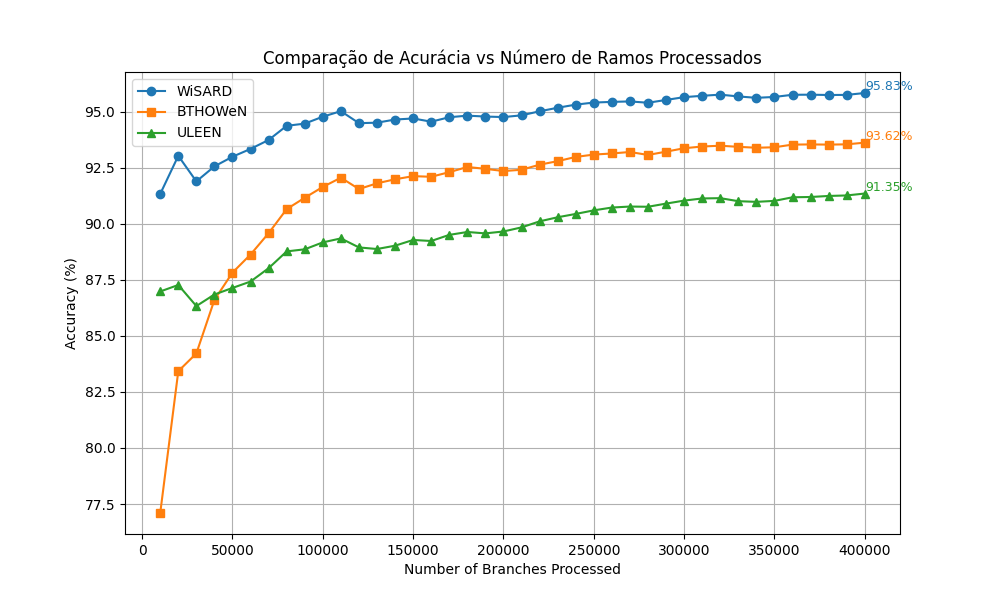 Comparação de Acurácia vs Número de Ramos Processados
WiSARD
BTHOWeN
ULEEN
95.83%
93.62%
91.35%
Accuracy (%)
95.0
92.5
90.0
87.5
85.0
82.5
80.0
77.5
0 50000 100000 150000 200000 250000 300000 350000 400000
Number of Branches Processed